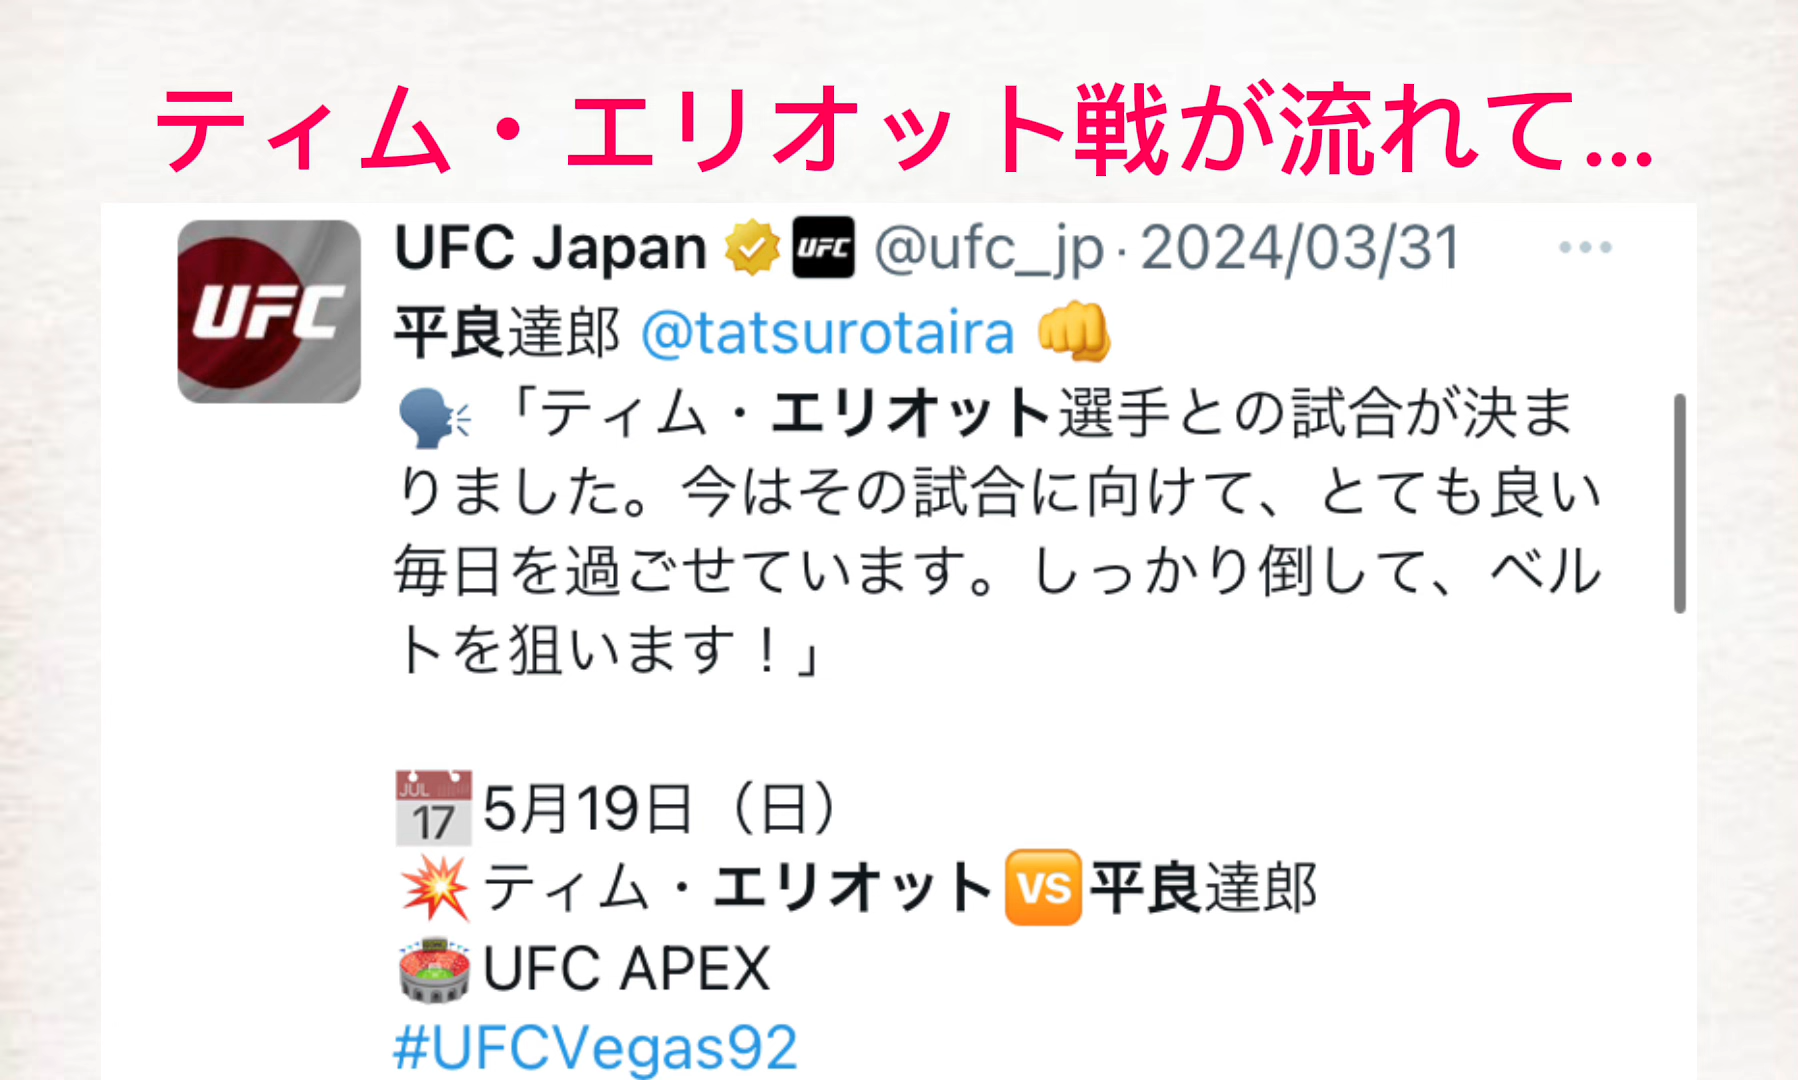 ティム・エリオット戦が流れて...
UFC
UFC Japan UFC @ufc_jp · 2024/03/31
平良達郎 @tatsurotaira 👊
🗣「ティム・エリオット選手との試合が決ま
りました。今はその試合に向けて、とても良い
毎日を過ごせています。しっかり倒して、ベル
トを狙います！」
📅5月19日（日）
💥ティム・エリオット🆚平良達郎
🏟UFC APEX
#UFCVegas92